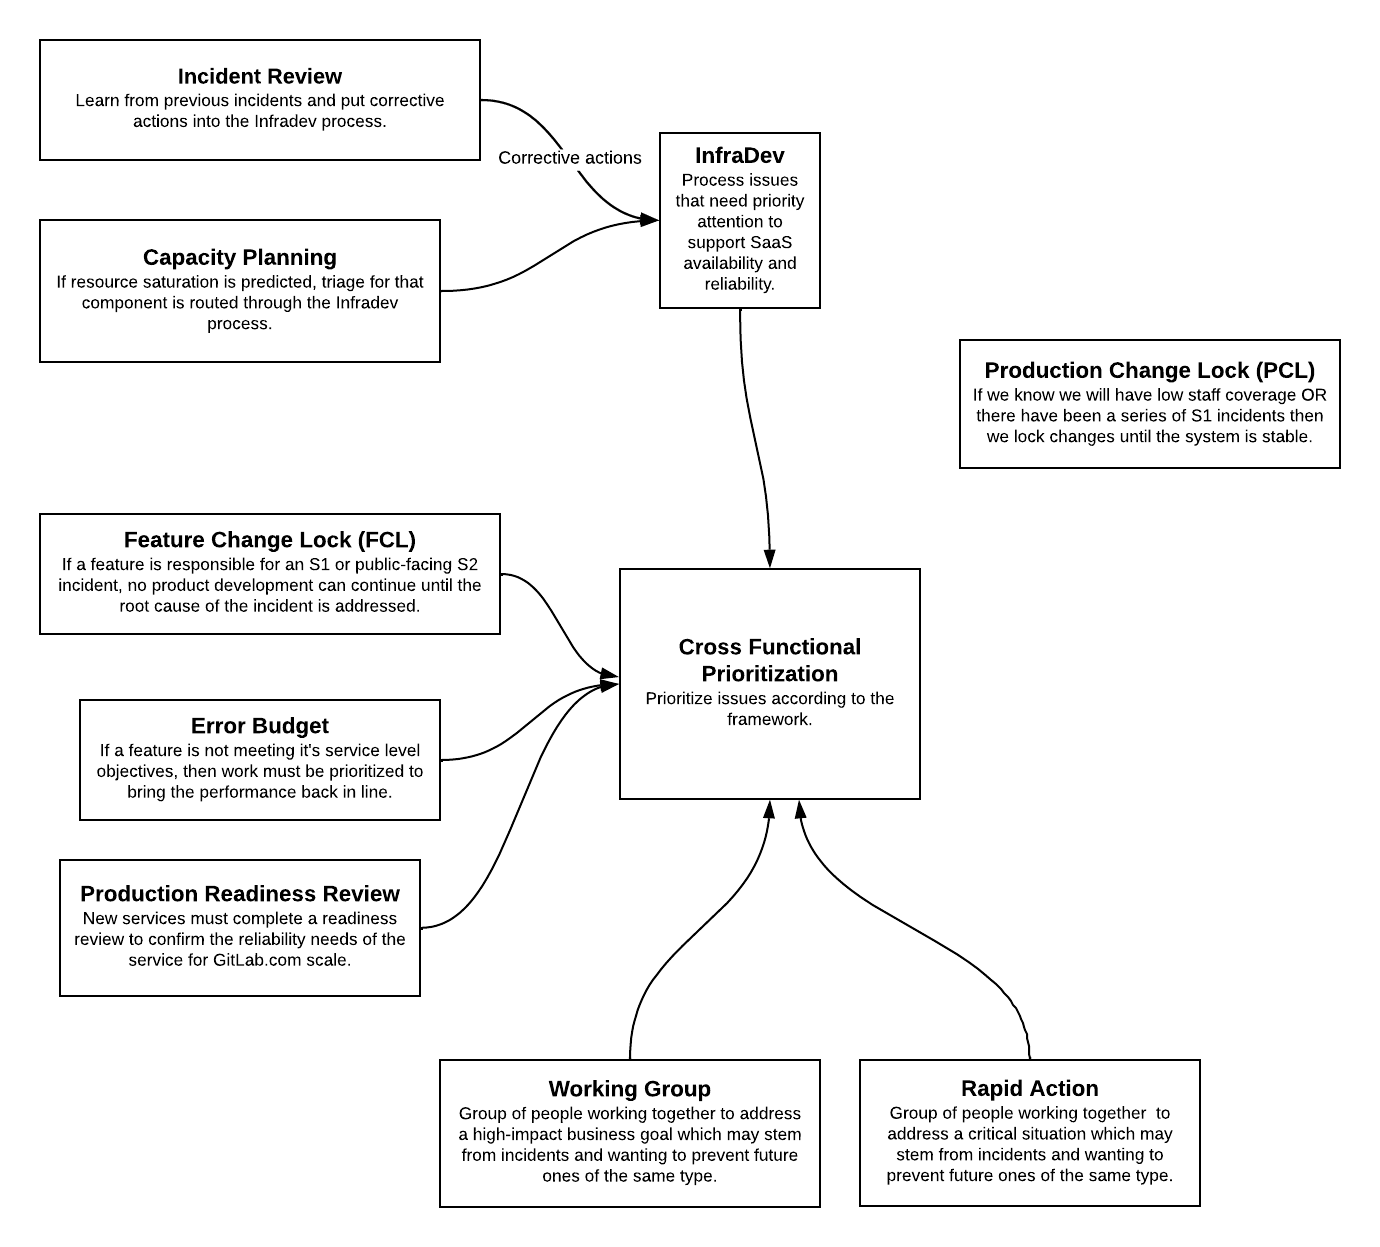 Incident Review
Learn from previous incidents and put corrective
actions into the Infradev process.
Corrective actions
InfraDev
Process issues
that need priority
attention to
support SaaS
availability and
reliability.
Capacity Planning
If resource saturation is predicted, triage for that
component is routed through the Infradev
process.
Production Change Lock (PCL)
If we know we will have low staff coverage OR
there have been a series of S1 incidents then
we lock changes until the system is stable.
Feature Change Lock (FCL)
If a feature is responsible for an S1 or public-facing S2
incident, no product development can continue until the
root cause of the incident is addressed.
Cross Functional
Prioritization
Prioritize issues according to the
framework.
Error Budget
If a feature is not meeting it's service level
objectives, then work must be prioritized to
bring the performance back in line.
Production Readiness Review
New services must complete a readiness
review to confirm the reliability needs of the
service for GitLab.com scale.
Working Group
Group of people working together to address
a high-impact business goal which may stem
from incidents and wanting to prevent future
ones of the same type.
Rapid Action
Group of people working together  to
address a critical situation which may
stem from incidents and wanting to
prevent future ones of the same type.